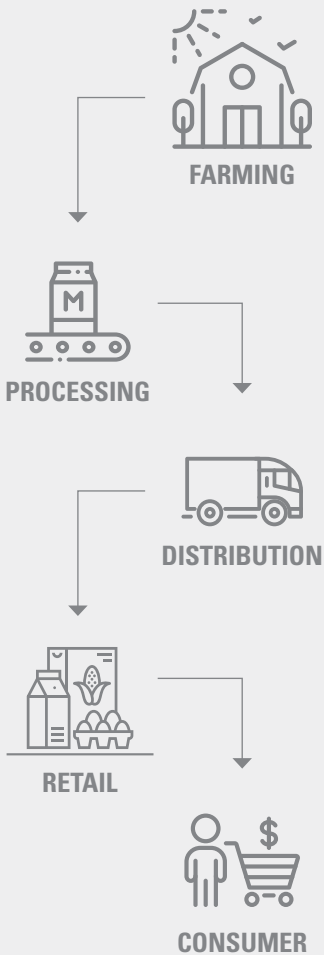 FARMING
M
PROCESSING
DISTRIBUTION
RETAIL
$
CONSUMER